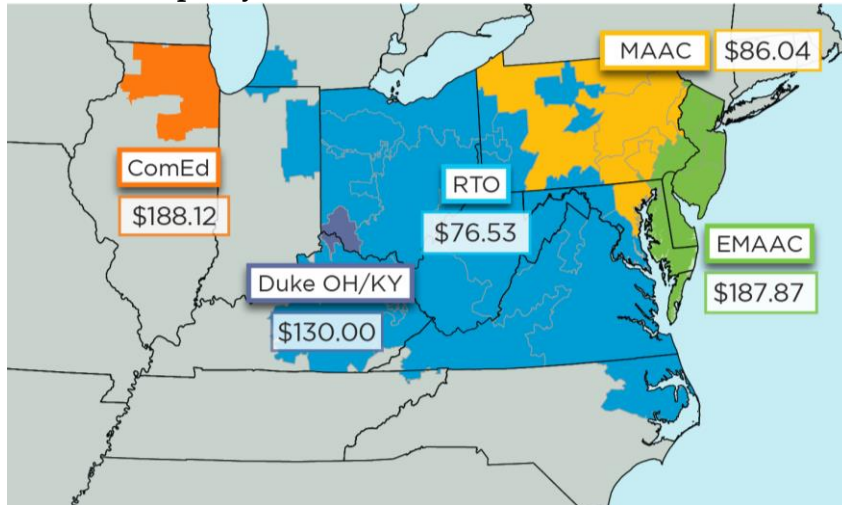 MAAC $86.04
ComEd
$188.12
RTO
$76.53
EMAAC
$187.87
Duke OH/KY
$130.00